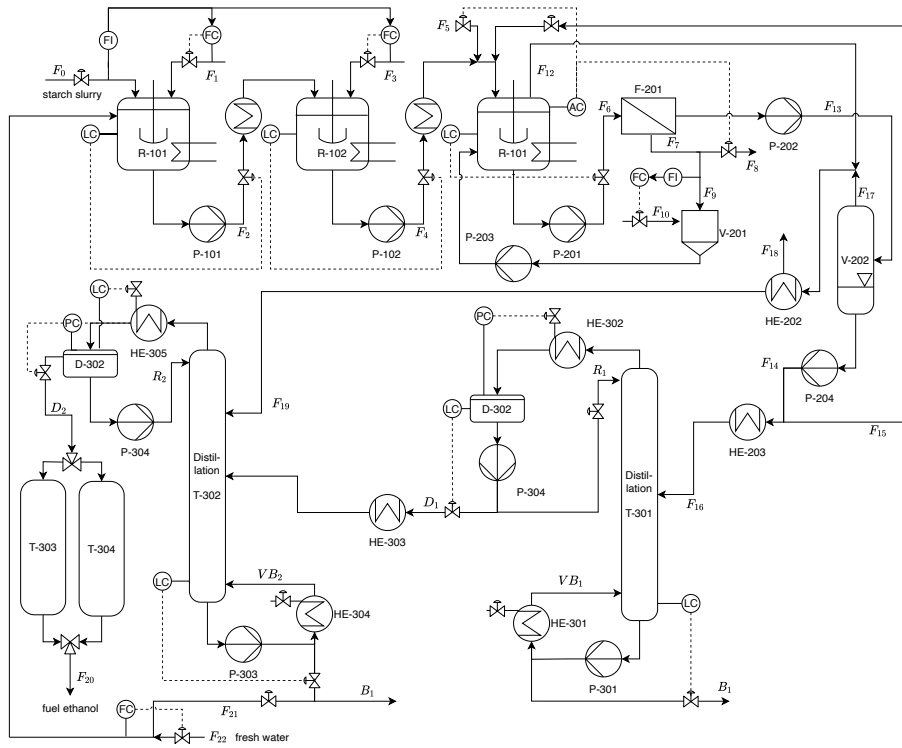 FI
FC
FC
F0
F1
F3
F5
starch slurry
F12
AC
F-201
F6
F7
F13
P-202
F8
LC
R-101
LC
R-102
LC
R-101
FC
FI
F9
F10
V-201
F17
F2
P-101
F4
P-102
P-201
P-203
F18
V-202
HE-202
LC
PC
HE-305
D-302
R2
P-304
D2
PC
HE-302
R1
LC
D-302
P-304
F14
P-204
F15
HE-203
F19
Distil-
lation
T-302
Distil-
lation
T-301
F16
D1
HE-303
T-303
T-304
LC
VB2
HE-304
P-303
VB1
HE-301
LC
P-301
F20
fuel ethanol
FC
F21
B1
B1
F22
fresh water